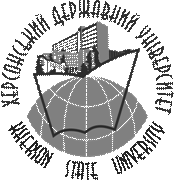 ХЕРСОНСЬКИЙ ДЕРЖАВНИЙ УНІВЕРСИТЕТ
KHERSON STATE UNIVERSITY